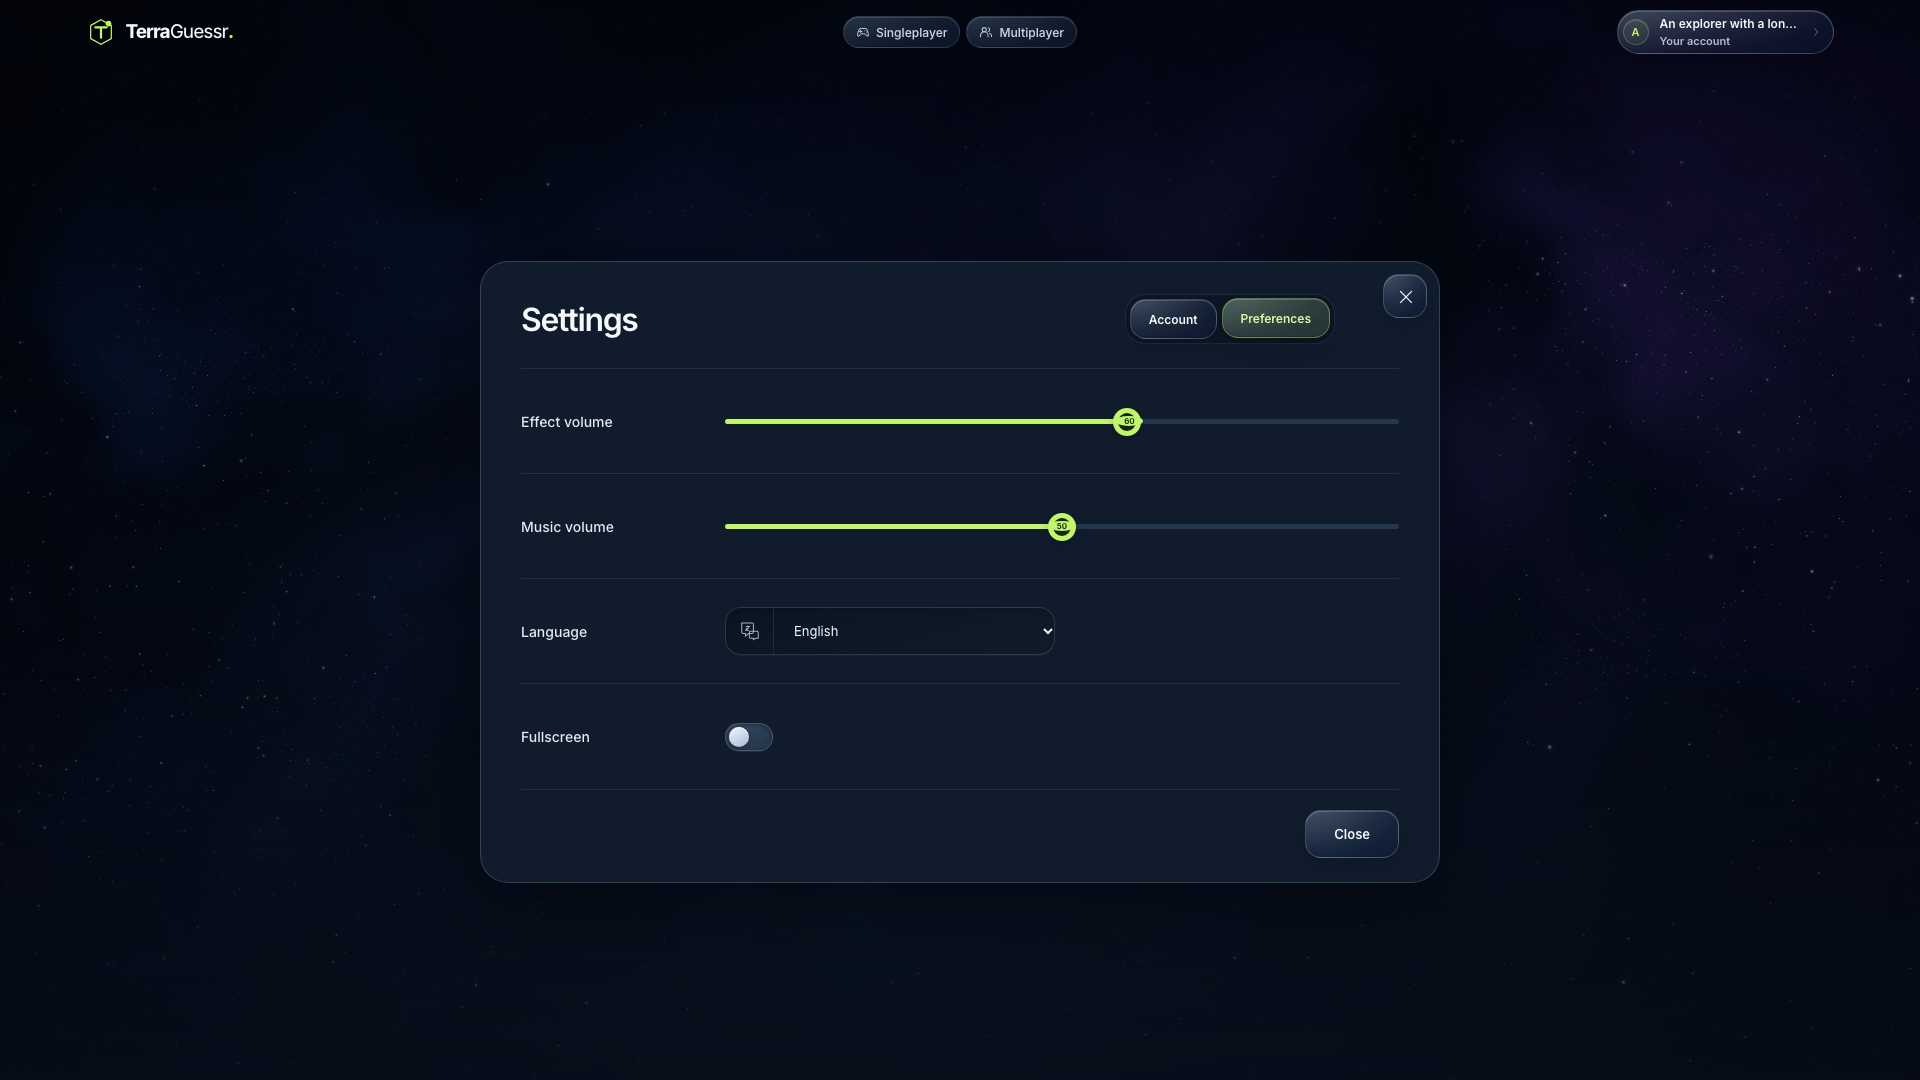 TerraGuessr.
Singleplayer
Multiplayer
A
An explorer with a lon...
Your account
Settings
Account
Preferences
Effect volume
60
Music volume
50
Language
English
Fullscreen
Close